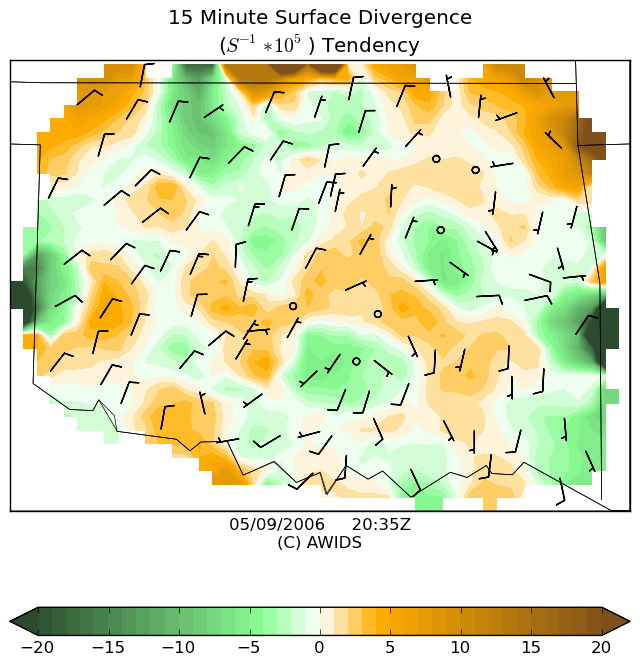 15 Minute Surface Divergence
(S⁻¹ *10⁵ ) Tendency
05/09/2006 20:35Z
(C) AWIDS
−20 −15 −10 −5 0 5 10 15 20